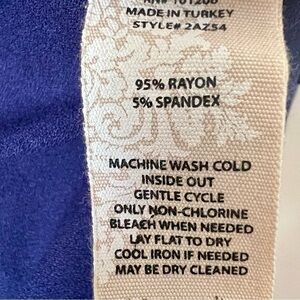 MADE IN TURKEY
STYLE# 2AZ54
95% RAYON
5% SPANDEX
MACHINE WASH COLD
INSIDE OUT
GENTLE CYCLE
ONLY NON-CHLORINE
BLEACH WHEN NEEDED
LAY FLAT TO DRY
COOL IRON IF NEEDED
MAY BE DRY CLEANED